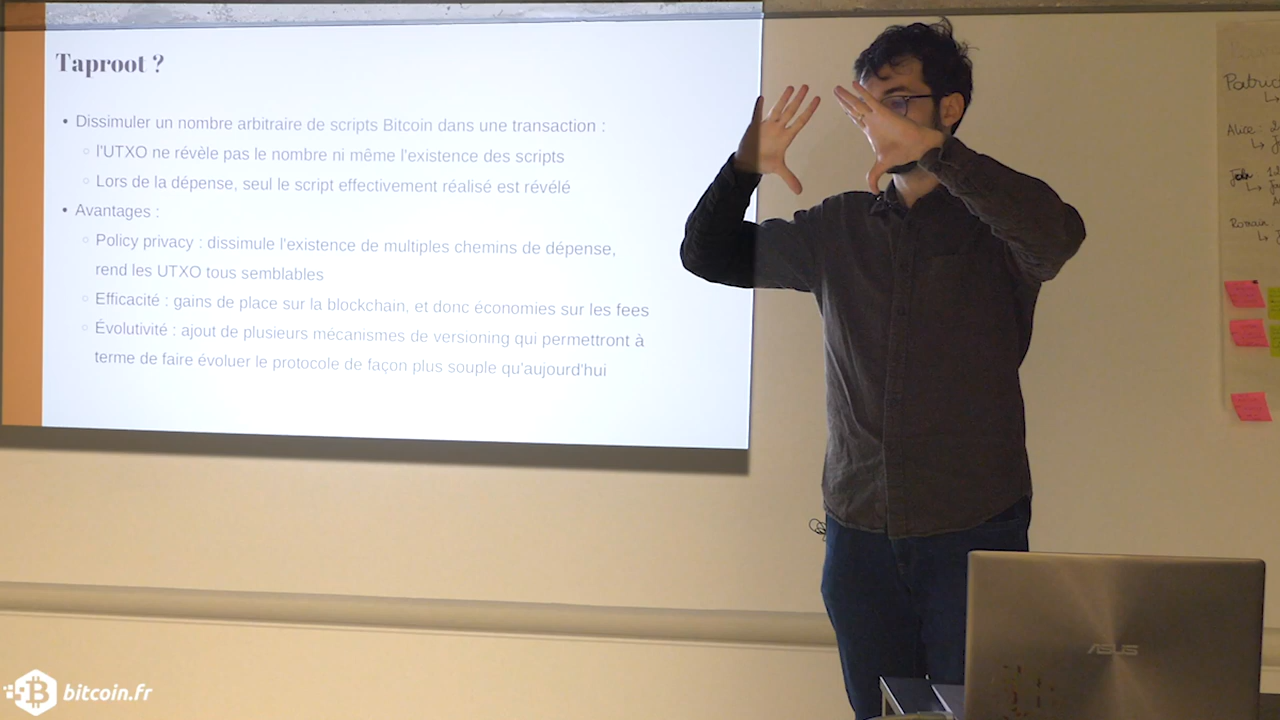 Taproot ?
• Dissimuler un nombre arbitraire de scripts Bitcoin dans une transaction :
○ l'UTXO ne révèle pas le nombre ni même l'existence des scripts
○ Lors de la dépense, seul le script effectivement réalisé est révélé
• Avantages :
○ Policy privacy : dissimule l'existence de multiples chemins de dépense,
rend les UTXO tous semblables
○ Efficacité : gains de place sur la blockchain, et donc économies sur les fees
○ Évolutivité : ajout de plusieurs mécanismes de versioning qui permettront à
terme de faire évoluer le protocole de façon plus souple qu'aujourd'hui
Patric
Alice :
John
Romain
ASUS
bitcoin.fr